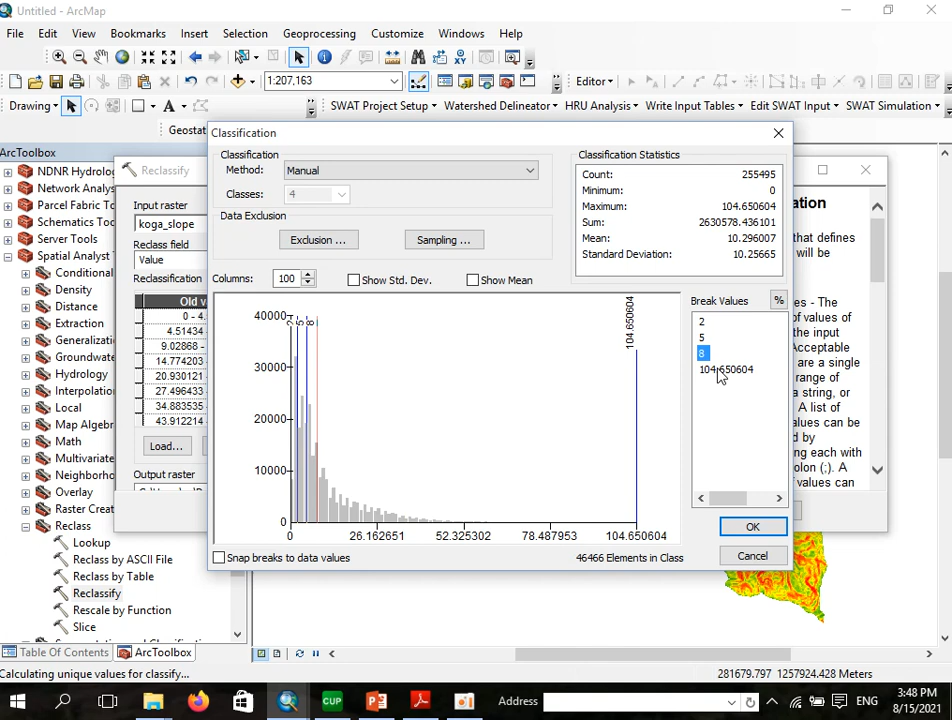 Untitled - ArcMap
File Edit View Bookmarks Insert Selection Geoprocessing Customize Windows Help
1:207,163
Editor
Drawing
SWAT Project Setup Watershed Delineator HRU Analysis Write Input Tables Edit SWAT Input SWAT Simulation
Geostat
ArcToolbox
NDNR Hydrolog
Network Analys
Parcel Fabric To
Schematics Too
Server Tools
Spatial Analyst
Conditional
Density
Distance
Extraction
Generalizati
Groundwate
Hydrology
Interpolatio
Local
Map Algebr
Math
Multivariate
Neighborho
Overlay
Raster Creat
Reclass
Lookup
Reclass by ASCII File
Reclass by Table
Reclassify
Rescale by Function
Slice
Table Of Contents
ArcToolbox
Reclassify
Input raster
koga_slope
Reclass field
Value
Reclassification
Old v
0 - 4.
4.51434 -
9.02868 -
14.774203 -
20.930121 -
27.496433 -
34.883535 -
43.912214 -
Load...
Output raster
Classification
Classification
Method:
Manual
Classes:
4
Data Exclusion
Exclusion ...
Sampling ...
Classification Statistics
Count: 255495
Minimum: 0
Maximum: 104.650604
Sum: 2630578.436101
Mean: 10.296007
Standard Deviation: 10.25665
Columns:
100
Show Std. Dev.
Show Mean
Break Values
%
2
5
8
104.650604
40000
30000
20000
10000
0
2
5
8
104.650604
0 26.162651 52.325302 78.487953 104.650604
OK
Cancel
Snap breaks to data values
46466 Elements in Class
ation
that defines
will be
es - The
of values of
the input
Acceptable
are a single
range of
a string, or
A list of
alues can be
d by
ng each with
olon (;). A
f values can
Calculating unique values for classify...
281679.797 1257924.428 Meters
CUP
Address
ENG
3:48 PM
8/15/2021